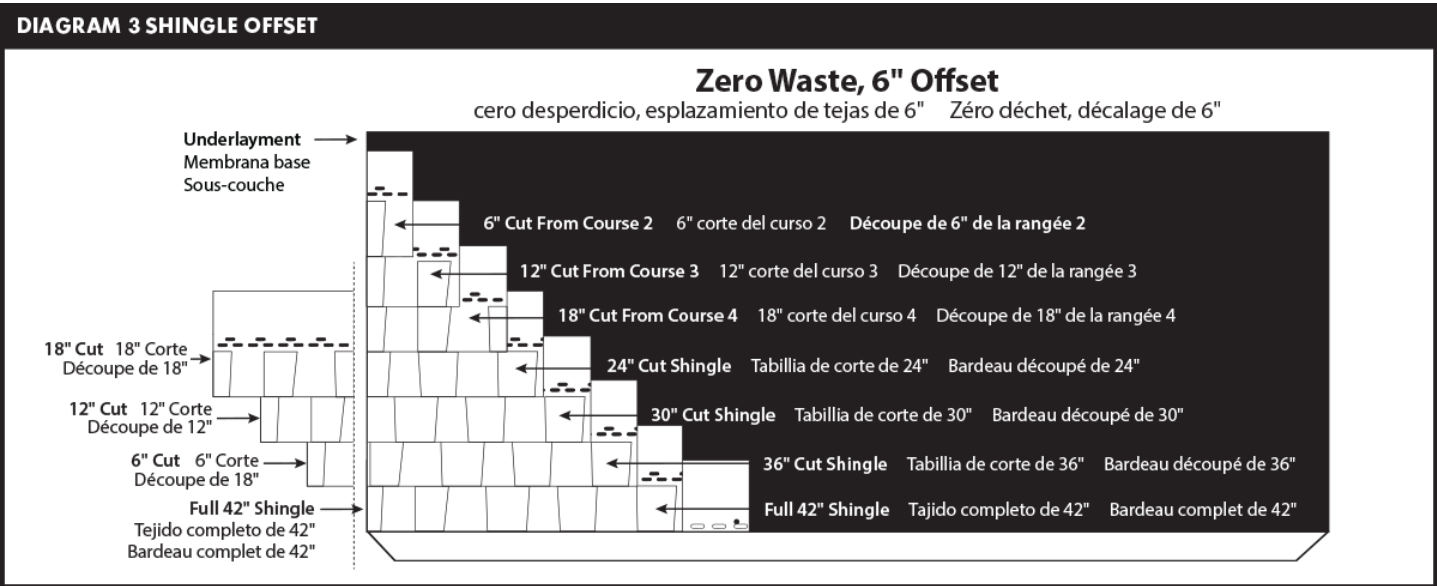 DIAGRAM 3 SHINGLE OFFSET
Zero Waste, 6" Offset
cero desperdicio, esplazamiento de tejas de 6" Zéro déchet, décalage de 6"
Underlayment
Membrana base
Sous-couche
6" Cut From Course 2 6" corte del curso 2 Découpe de 6" de la rangée 2
12" Cut From Course 3 12" corte del curso 3 Découpe de 12" de la rangée 3
18" Cut From Course 4 18" corte del curso 4 Découpe de 18" de la rangée 4
18" Cut 18" Corte
Découpe de 18"
24" Cut Shingle Tabillia de corte de 24" Bardeau découpé de 24"
12" Cut 12" Corte
Découpe de 12"
30" Cut Shingle Tabillia de corte de 30" Bardeau découpé de 30"
6" Cut 6" Corte
Découpe de 18"
36" Cut Shingle Tabillia de corte de 36" Bardeau découpé de 36"
Full 42" Shingle
Tejido completo de 42"
Bardeau complet de 42"
Full 42" Shingle Tajido completo de 42" Bardeau complet de 42"